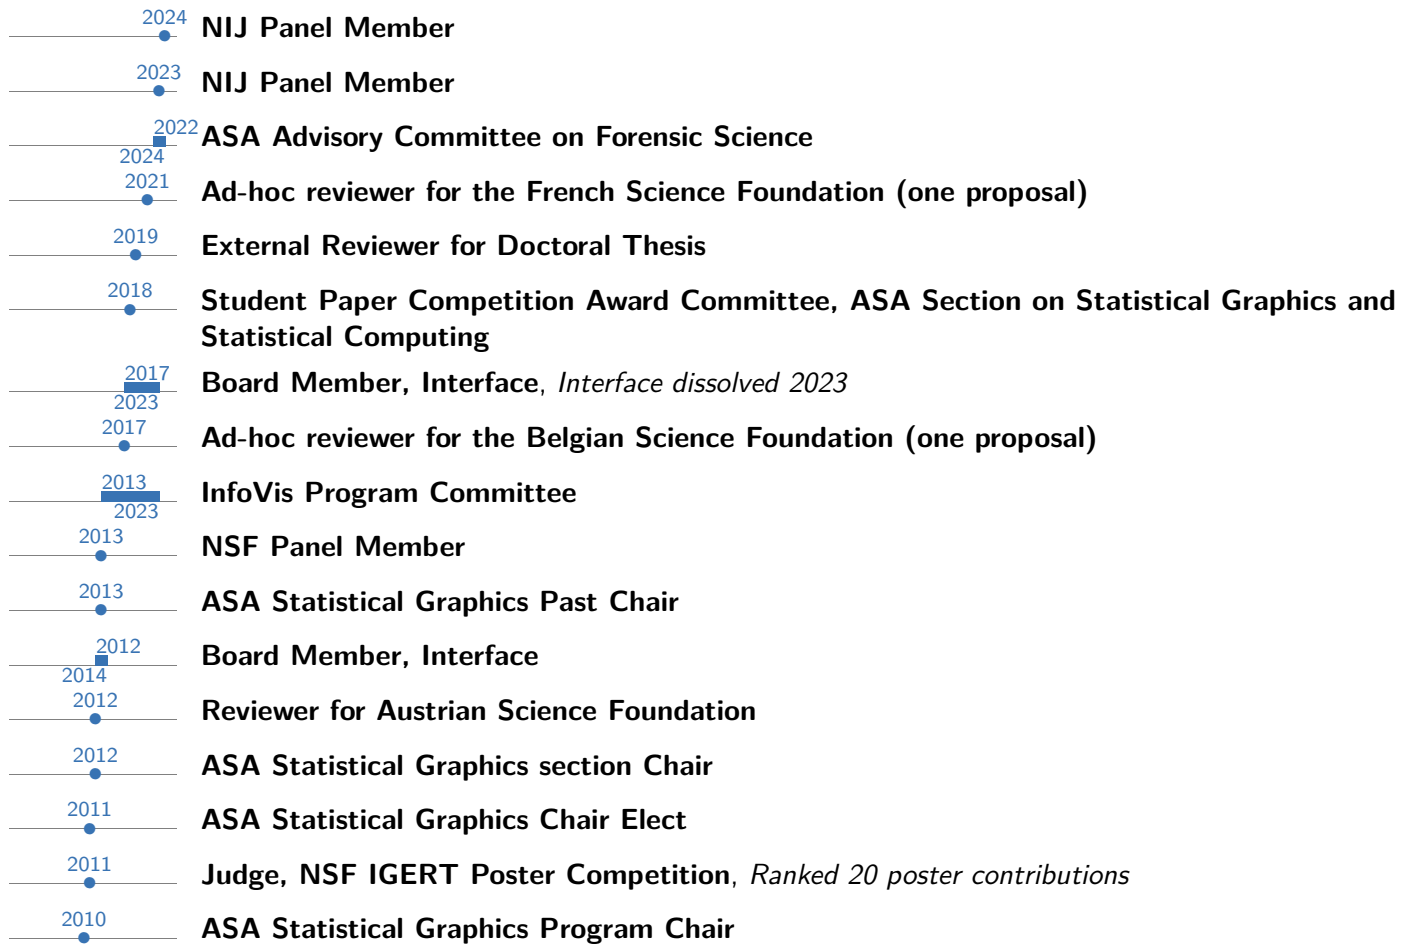 2024 NIJ Panel Member
2023 NIJ Panel Member
2022 ASA Advisory Committee on Forensic Science
2024
2021 Ad-hoc reviewer for the French Science Foundation (one proposal)
2019 External Reviewer for Doctoral Thesis
2018 Student Paper Competition Award Committee, ASA Section on Statistical Graphics and
Statistical Computing
2017 Board Member, Interface, Interface dissolved 2023
2023
2017 Ad-hoc reviewer for the Belgian Science Foundation (one proposal)
2013 InfoVis Program Committee
2023
2013 NSF Panel Member
2013 ASA Statistical Graphics Past Chair
2012 Board Member, Interface
2014
2012 Reviewer for Austrian Science Foundation
2012 ASA Statistical Graphics section Chair
2011 ASA Statistical Graphics Chair Elect
2011 Judge, NSF IGERT Poster Competition, Ranked 20 poster contributions
2010 ASA Statistical Graphics Program Chair